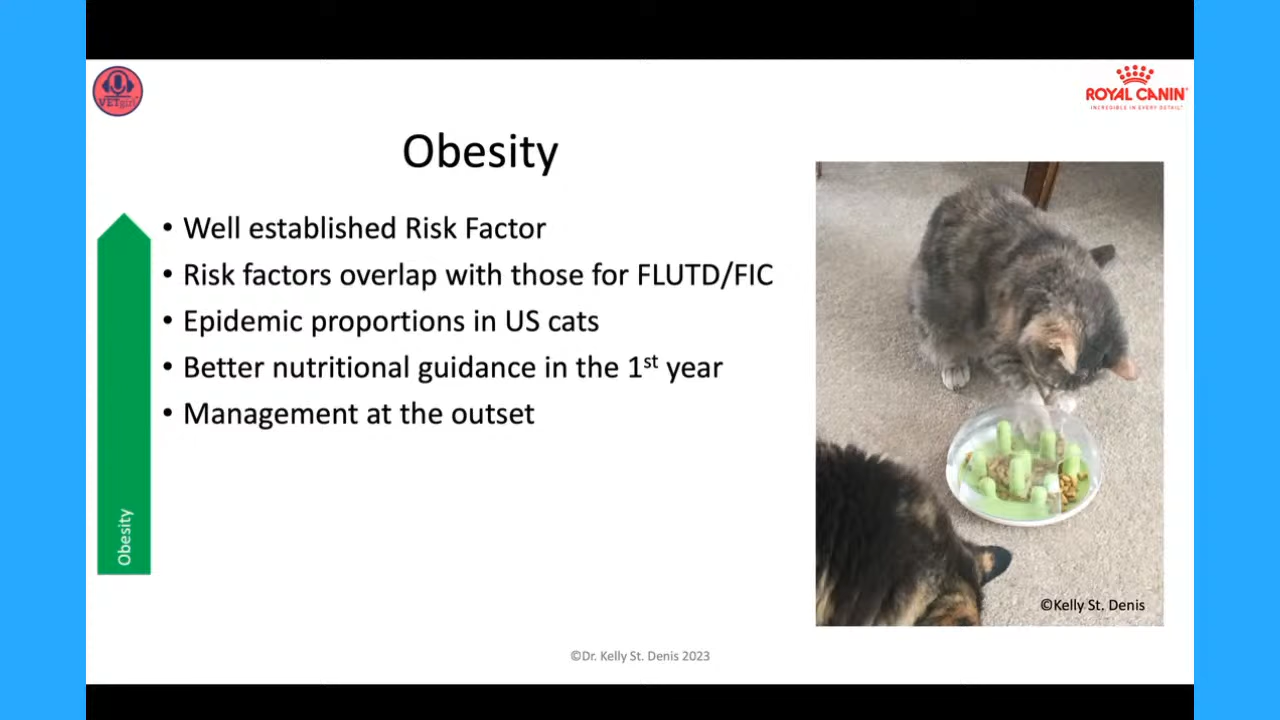 VETgirl
ROYAL CANIN
INCREDIBLE IN EVERY DETAIL
Obesity
• Well established Risk Factor
• Risk factors overlap with those for FLUTD/FIC
• Epidemic proportions in US cats
• Better nutritional guidance in the 1st year
• Management at the outset
Obesity
©Kelly St. Denis
©Dr. Kelly St. Denis 2023